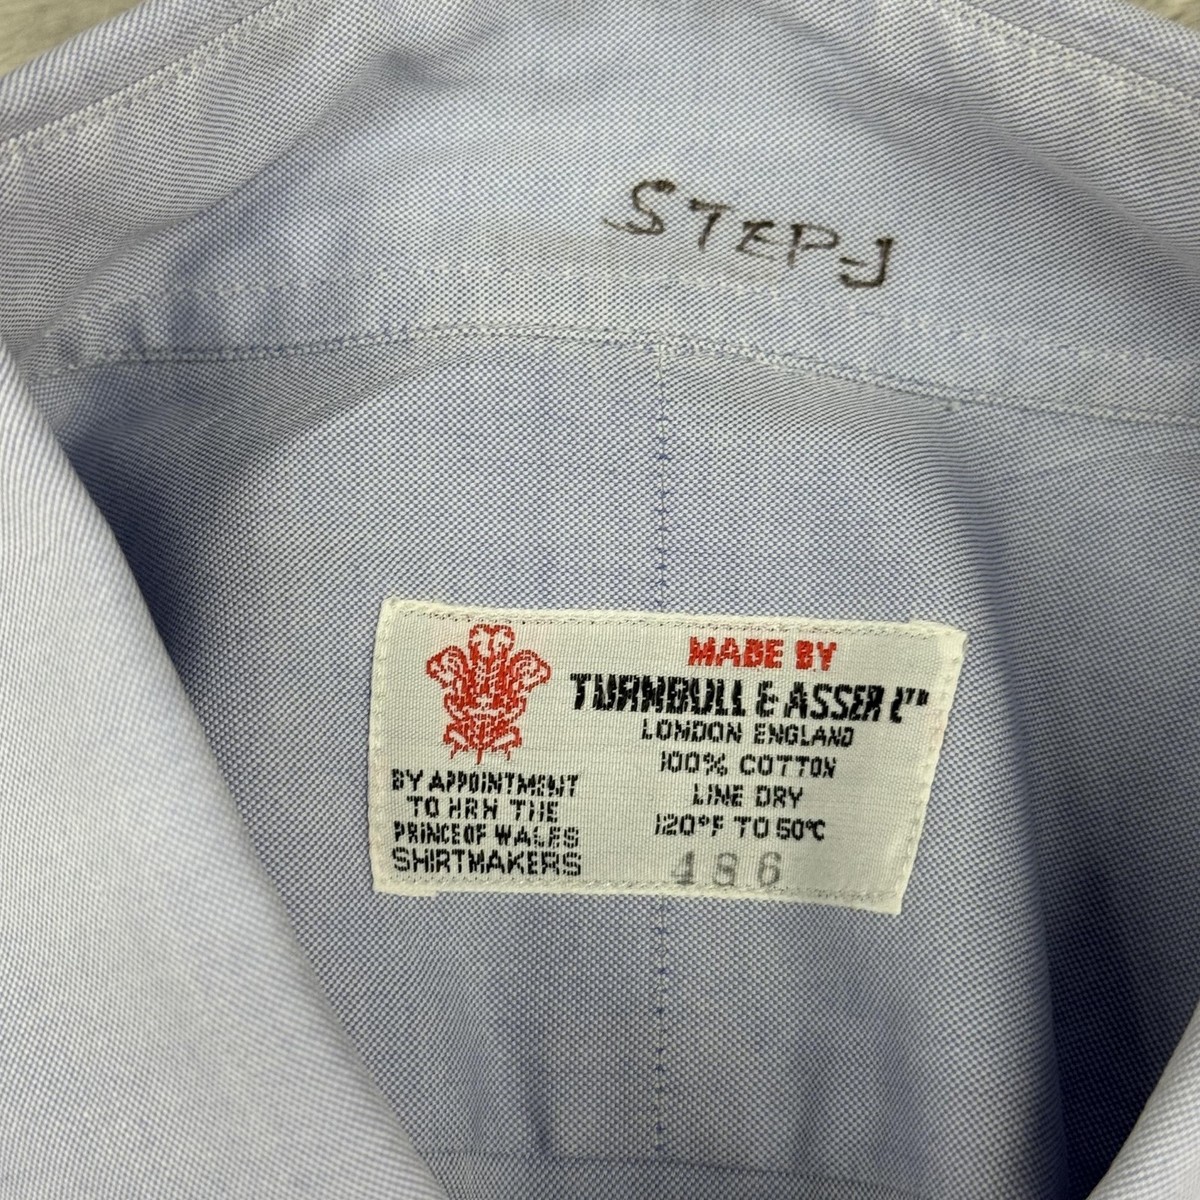 STEP-J
MADE BY
TURNBULL & ASSER LTD
LONDON ENGLAND
100% COTTON
LINE DRY
120°F TO 50°C
486
BY APPOINTMENT
TO HRH THE
PRINCE OF WALES
SHIRTMAKERS